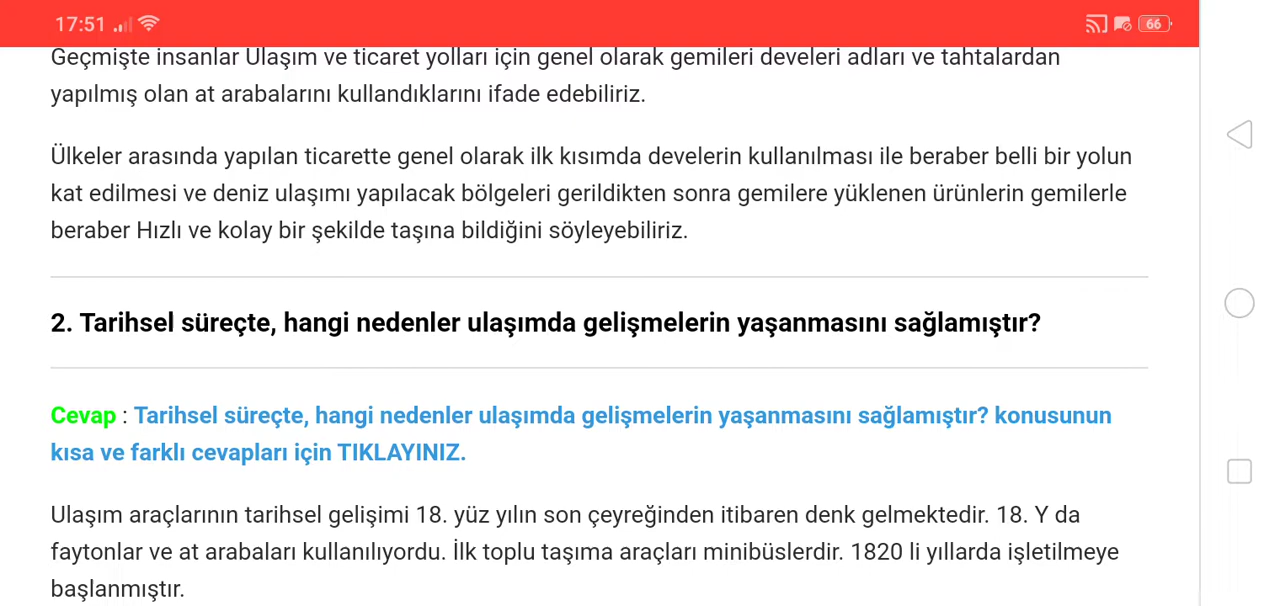 17:51
66
Geçmişte insanlar Ulaşım ve ticaret yolları için genel olarak gemileri develeri adları ve tahtalardan
yapılmış olan at arabalarını kullandıklarını ifade edebiliriz.
Ülkeler arasında yapılan ticarette genel olarak ilk kısımda develerin kullanılması ile beraber belli bir yolun
kat edilmesi ve deniz ulaşımı yapılacak bölgeleri gerildikten sonra gemilere yüklenen ürünlerin gemilerle
beraber Hızlı ve kolay bir şekilde taşına bildiğini söyleyebiliriz.
2. Tarihsel süreçte, hangi nedenler ulaşımda gelişmelerin yaşanmasını sağlamıştır?
Cevap : Tarihsel süreçte, hangi nedenler ulaşımda gelişmelerin yaşanmasını sağlamıştır? konusunun
kısa ve farklı cevapları için TIKLAYINIZ.
Ulaşım araçlarının tarihsel gelişimi 18. yüz yılın son çeyreğinden itibaren denk gelmektedir. 18. Y da
faytonlar ve at arabaları kullanılıyordu. İlk toplu taşıma araçları minibüslerdir. 1820 li yıllarda işletilmeye
başlanmıştır.